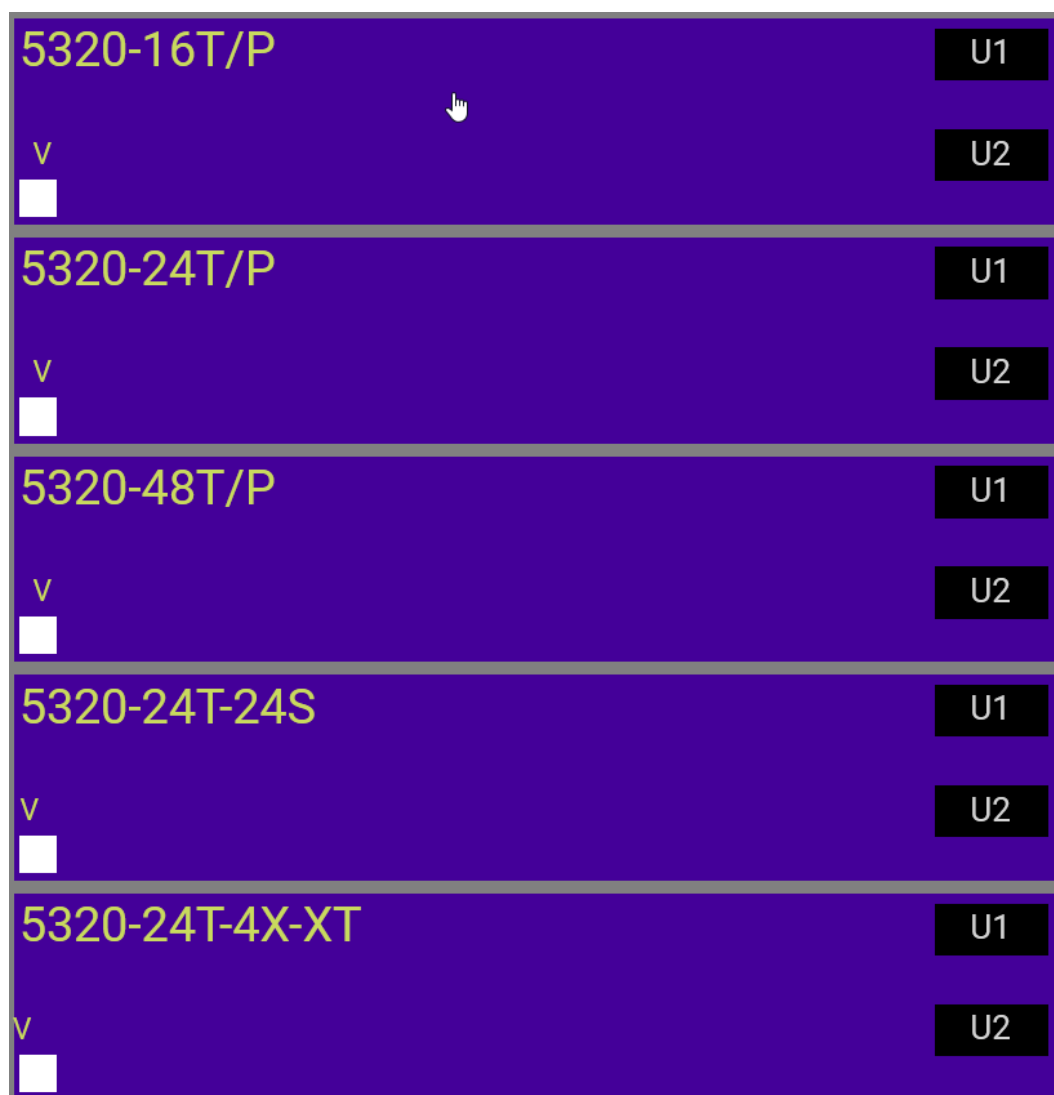 5320-16T/P U1
V U2
5320-24T/P U1
V U2
5320-48T/P U1
V U2
5320-24T-24S U1
V U2
5320-24T-4X-XT U1
V U2